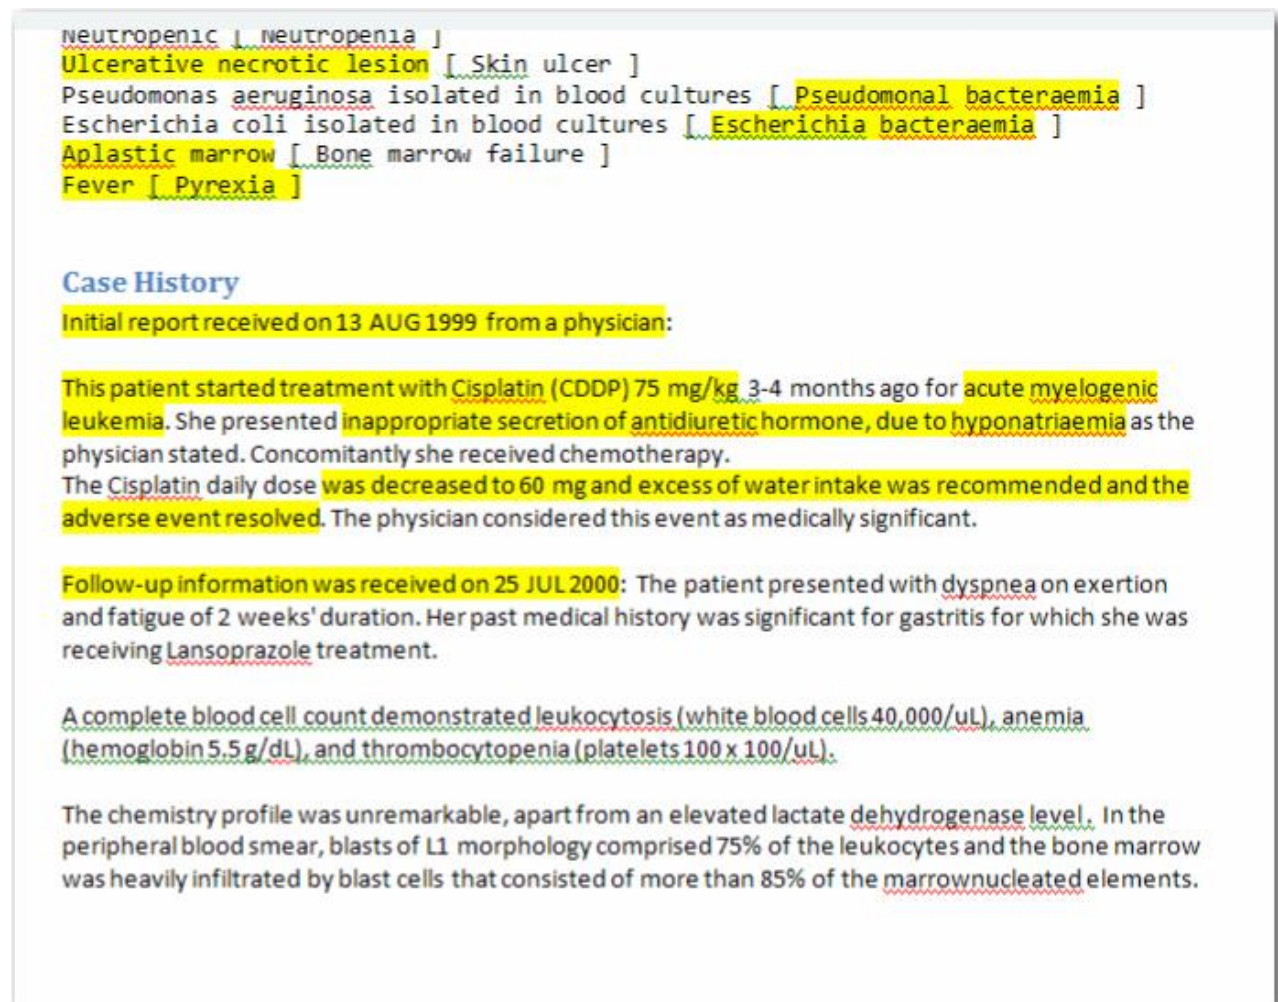 Neutropenic [ Neutropenia ]
Ulcerative necrotic lesion [ Skin ulcer ]
Pseudomonas aeruginosa isolated in blood cultures [ Pseudomonal bacteraemia ]
Escherichia coli isolated in blood cultures [ Escherichia bacteraemia ]
Aplastic marrow [ Bone marrow failure ]
Fever [ Pyrexia ]
Case History
Initial report received on 13 AUG 1999 from a physician:
This patient started treatment with Cisplatin (CDDP) 75 mg/kg 3-4 months ago for acute myelogenic
leukemia. She presented inappropriate secretion of antidiuretic hormone, due to hyponatriaemia as the
physician stated. Concomitantly she received chemotherapy.
The Cisplatin daily dose was decreased to 60 mg and excess of water intake was recommended and the
adverse event resolved. The physician considered this event as medically significant.
Follow-up information was received on 25 JUL 2000: The patient presented with dyspnea on exertion
and fatigue of 2 weeks' duration. Her past medical history was significant for gastritis for which she was
receiving Lansoprazole treatment.
A complete blood cell count demonstrated leukocytosis (white blood cells 40,000/uL), anemia
(hemoglobin 5.5 g/dL), and thrombocytopenia (platelets 100 x 100/uL).
The chemistry profile was unremarkable, apart from an elevated lactate dehydrogenase level. In the
peripheral blood smear, blasts of L1 morphology comprised 75% of the leukocytes and the bone marrow
was heavily infiltrated by blast cells that consisted of more than 85% of the marrownucleated elements.